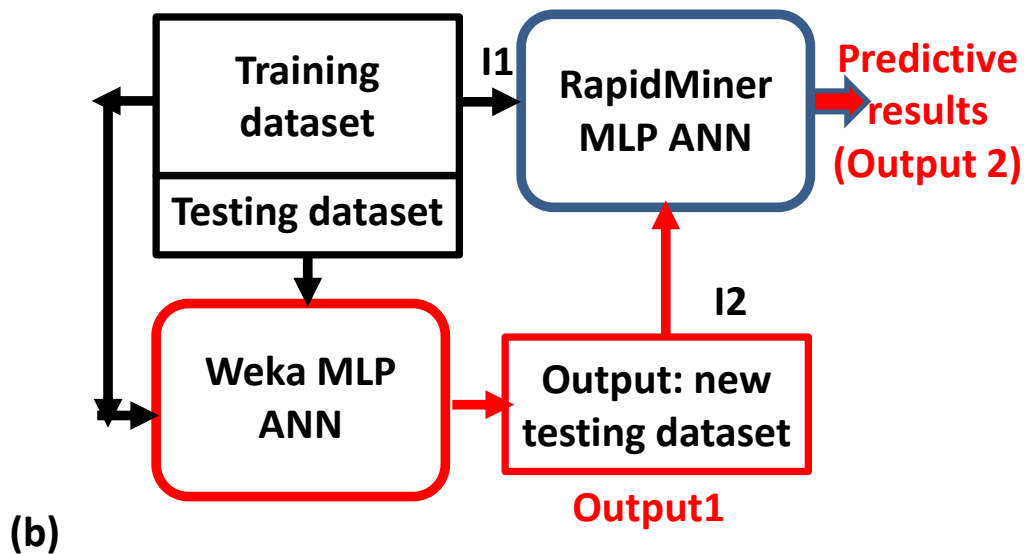 Training
dataset
Testing dataset
I1
RapidMiner
MLP ANN
Predictive
results
(Output 2)
I2
Weka MLP
ANN
Output: new
testing dataset
Output1
(b)